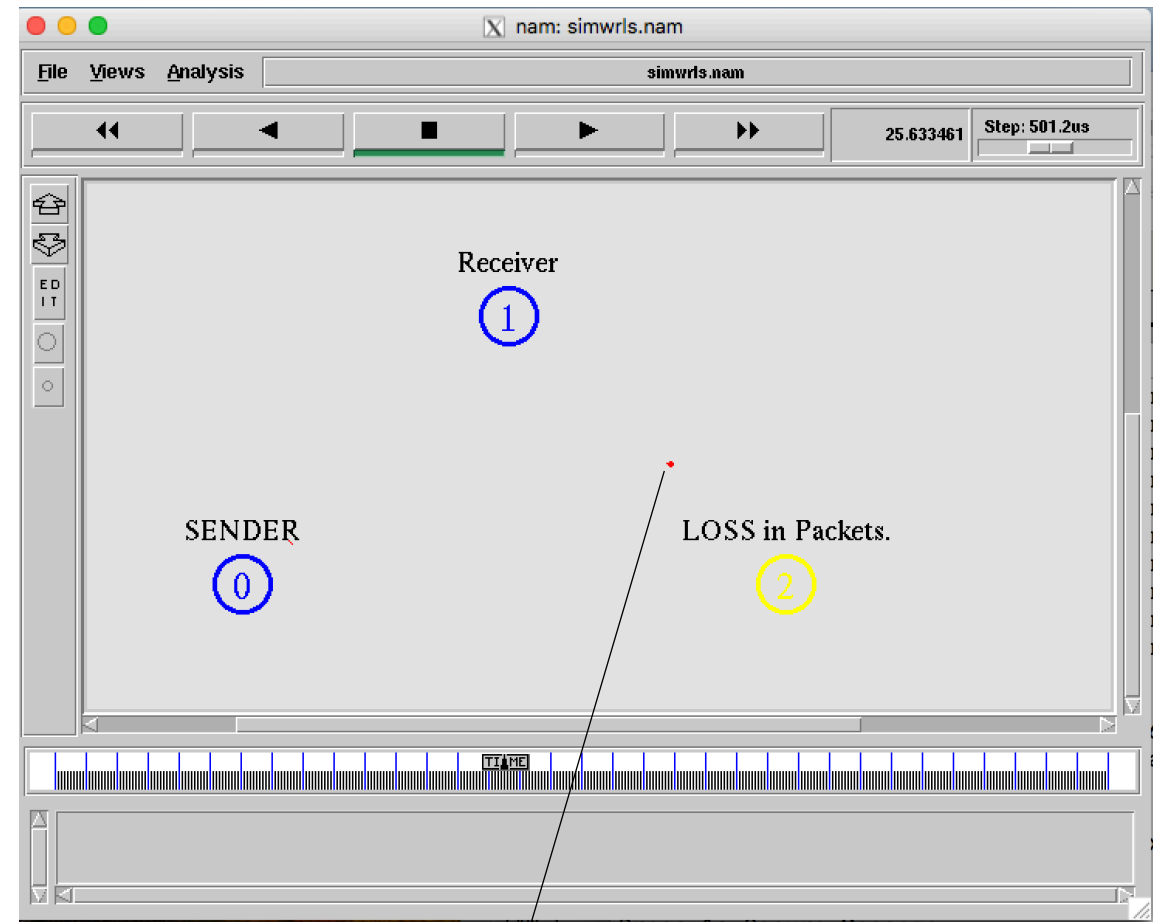 nam: simwrls.nam
File Views Analysis simwrls.nam
25.633461 Step: 501.2us
ED
IT
Receiver
1
SENDER
0
LOSS in Packets.
2
TIME